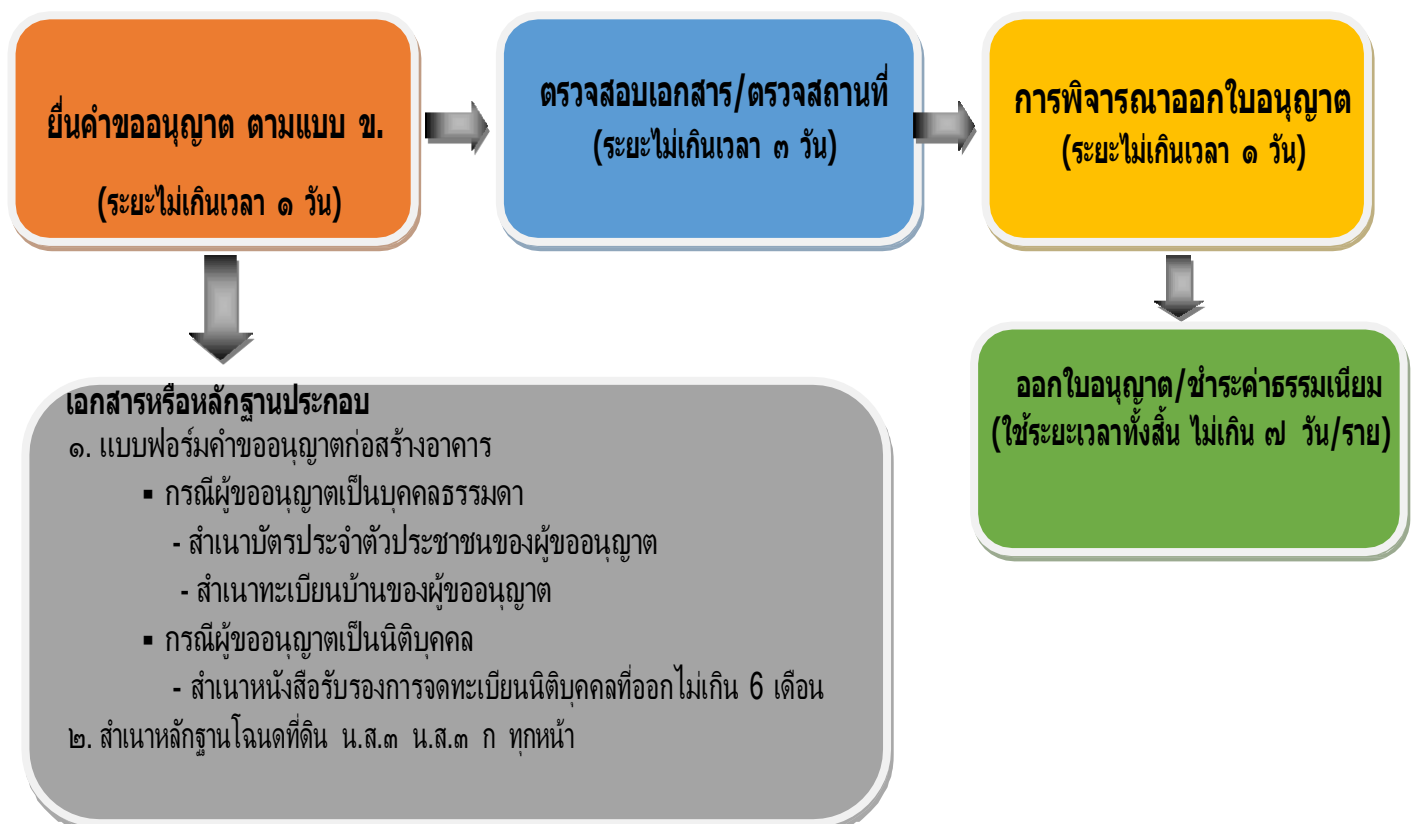 ยื่นคำขออนุญาต ตามแบบ ข.
(ระยะไม่เกินเวลา ๑ วัน)
ตรวจสอบเอกสาร/ตรวจสถานที่
(ระยะไม่เกินเวลา ๓ วัน)
การพิจารณาออกใบอนุญาต
(ระยะไม่เกินเวลา ๑ วัน)
ออกใบอนุญาต/ชำระค่าธรรมเนียม
(ใช้ระยะเวลาทั้งสิ้น ไม่เกิน ๗ วัน/ราย)
เอกสารหรือหลักฐานประกอบ
๑. แบบฟอร์มคำขออนุญาตก่อสร้างอาคาร
▪ กรณีผู้ขออนุญาตเป็นบุคคลธรรมดา
- สำเนาบัตรประจำตัวประชาชนของผู้ขออนุญาต
- สำเนาทะเบียนบ้านของผู้ขออนุญาต
▪ กรณีผู้ขออนุญาตเป็นนิติบุคคล
- สำเนาหนังสือรับรองการจดทะเบียนนิติบุคคลที่ออกไม่เกิน 6 เดือน
๒. สำเนาหลักฐานโฉนดที่ดิน น.ส.๓ น.ส.๓ ก ทุกหน้า